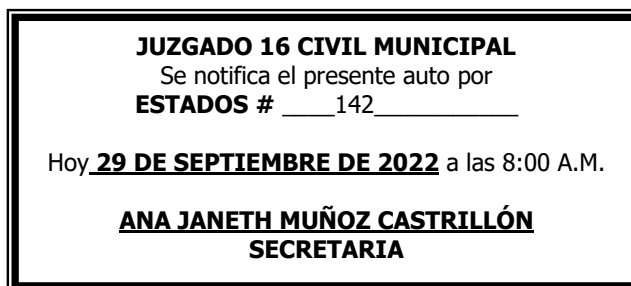 JUZGADO 16 CIVIL MUNICIPAL
Se notifica el presente auto por
ESTADOS # ____142___________
Hoy 29 DE SEPTIEMBRE DE 2022 a las 8:00 A.M.
ANA JANETH MUÑOZ CASTRILLÓN
SECRETARIA